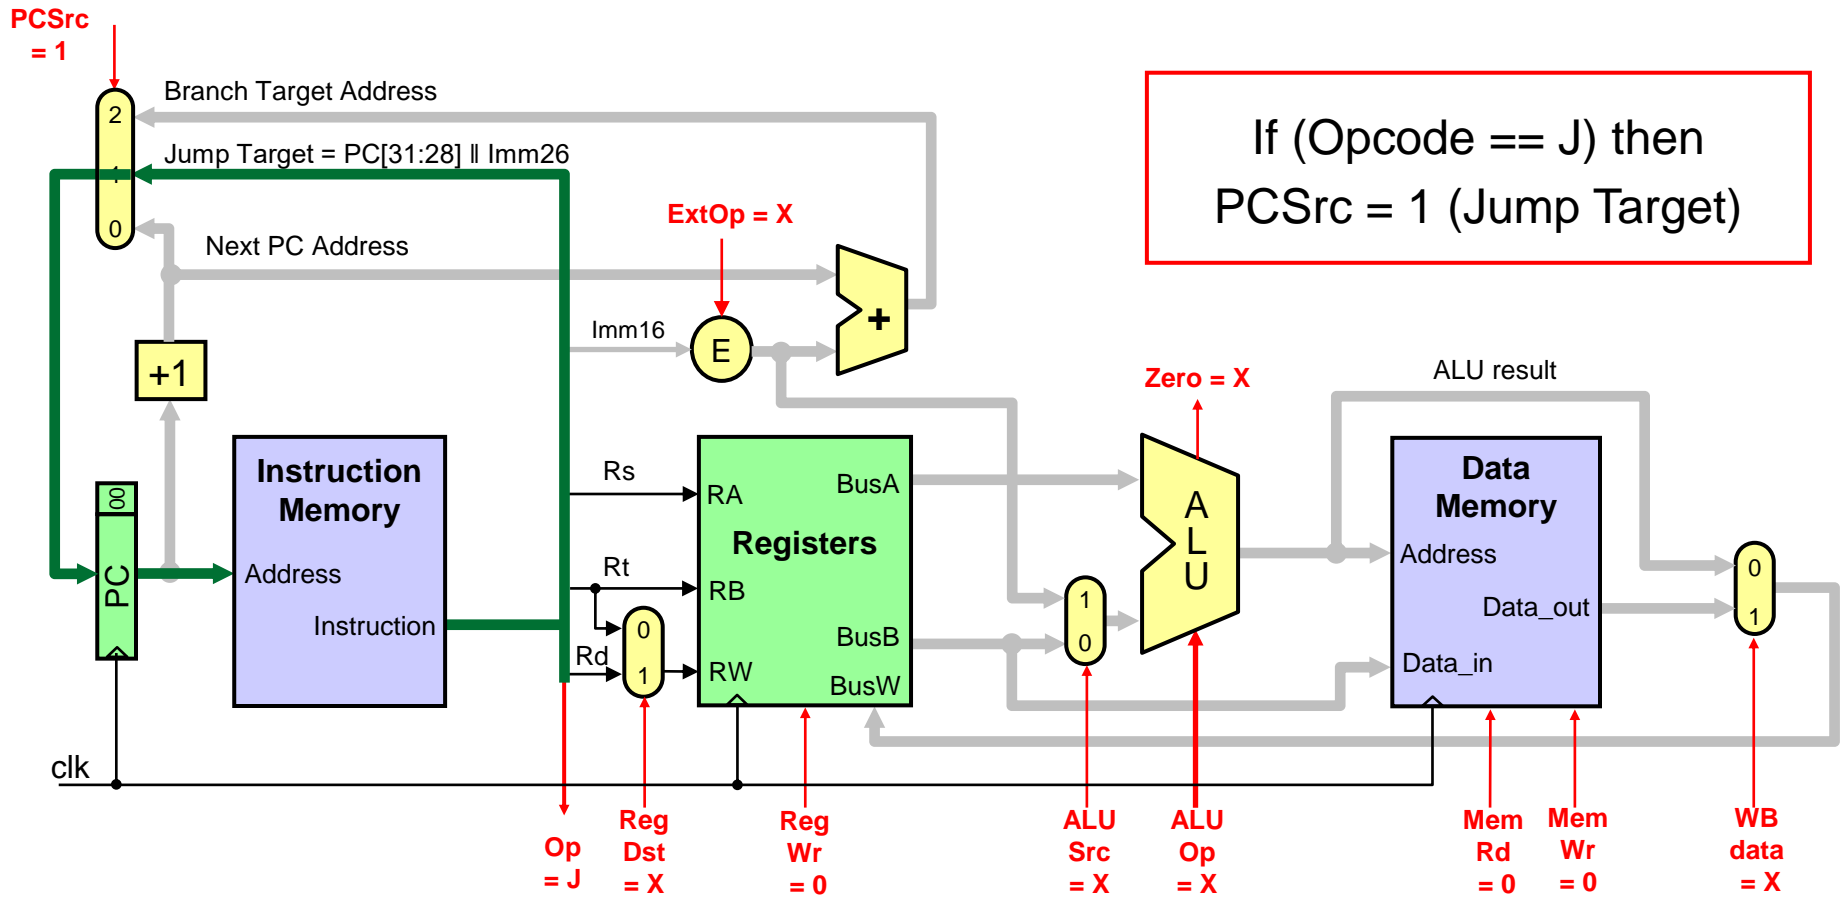 PCSrc
= 1
Branch Target Address
2
Jump Target = PC[31:28] ‖ Imm26
1
0
Next PC Address
ExtOp = X
If (Opcode == J) then
PCSrc = 1 (Jump Target)
+
Imm16
E
+1
Zero = X
ALU result
Instruction
Memory
Address
Instruction
00
PC
Rs
Rt
Rd
0
1
RA
RB
RW
Registers
BusA
BusB
BusW
1
0
A
L
U
Data
Memory
Address
Data_out
Data_in
0
1
clk
Op
= J
Reg
Dst
= X
Reg
Wr
= 0
ALU
Src
= X
ALU
Op
= X
Mem
Rd
= 0
Mem
Wr
= 0
WB
data
= X